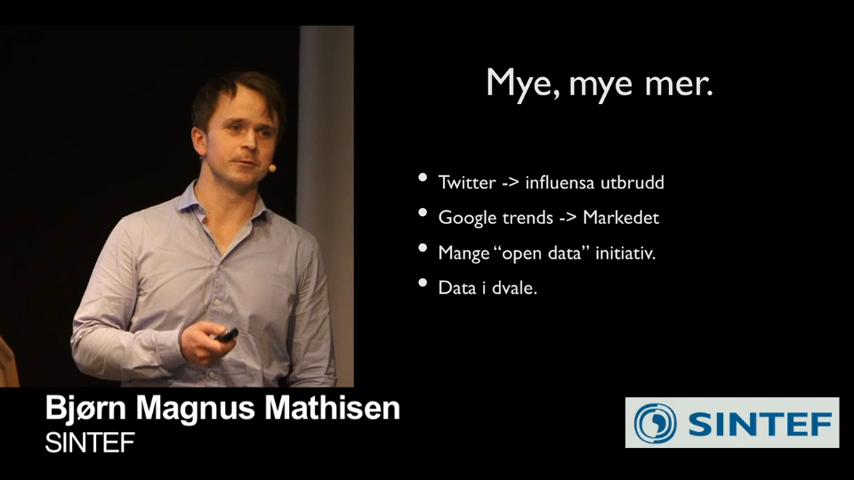 Mye, mye mer.
• Twitter -> influensa utbrudd
• Google trends -> Markedet
• Mange “open data” initiativ.
• Data i dvale.
Bjørn Magnus Mathisen
SINTEF
SINTEF